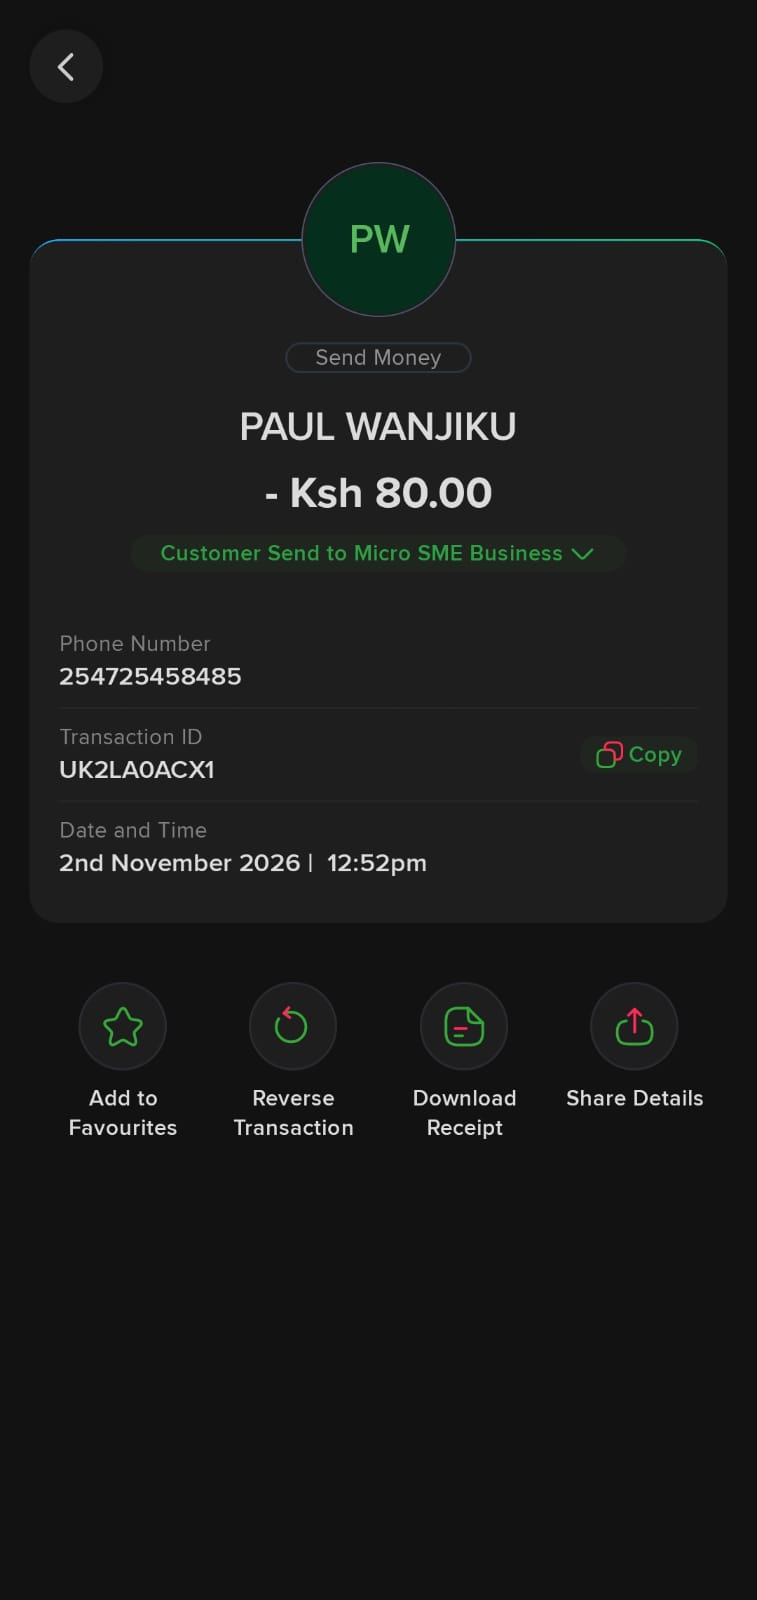 PW
Send Money
PAUL WANJIKU
- Ksh 80.00
Customer Send to Micro SME Business
Phone Number
254725458485
Transaction ID
UK2LA0ACX1
Copy
Date and Time
2nd November 2026 | 12:52pm
Add to
Favourites
Reverse
Transaction
Download
Receipt
Share Details